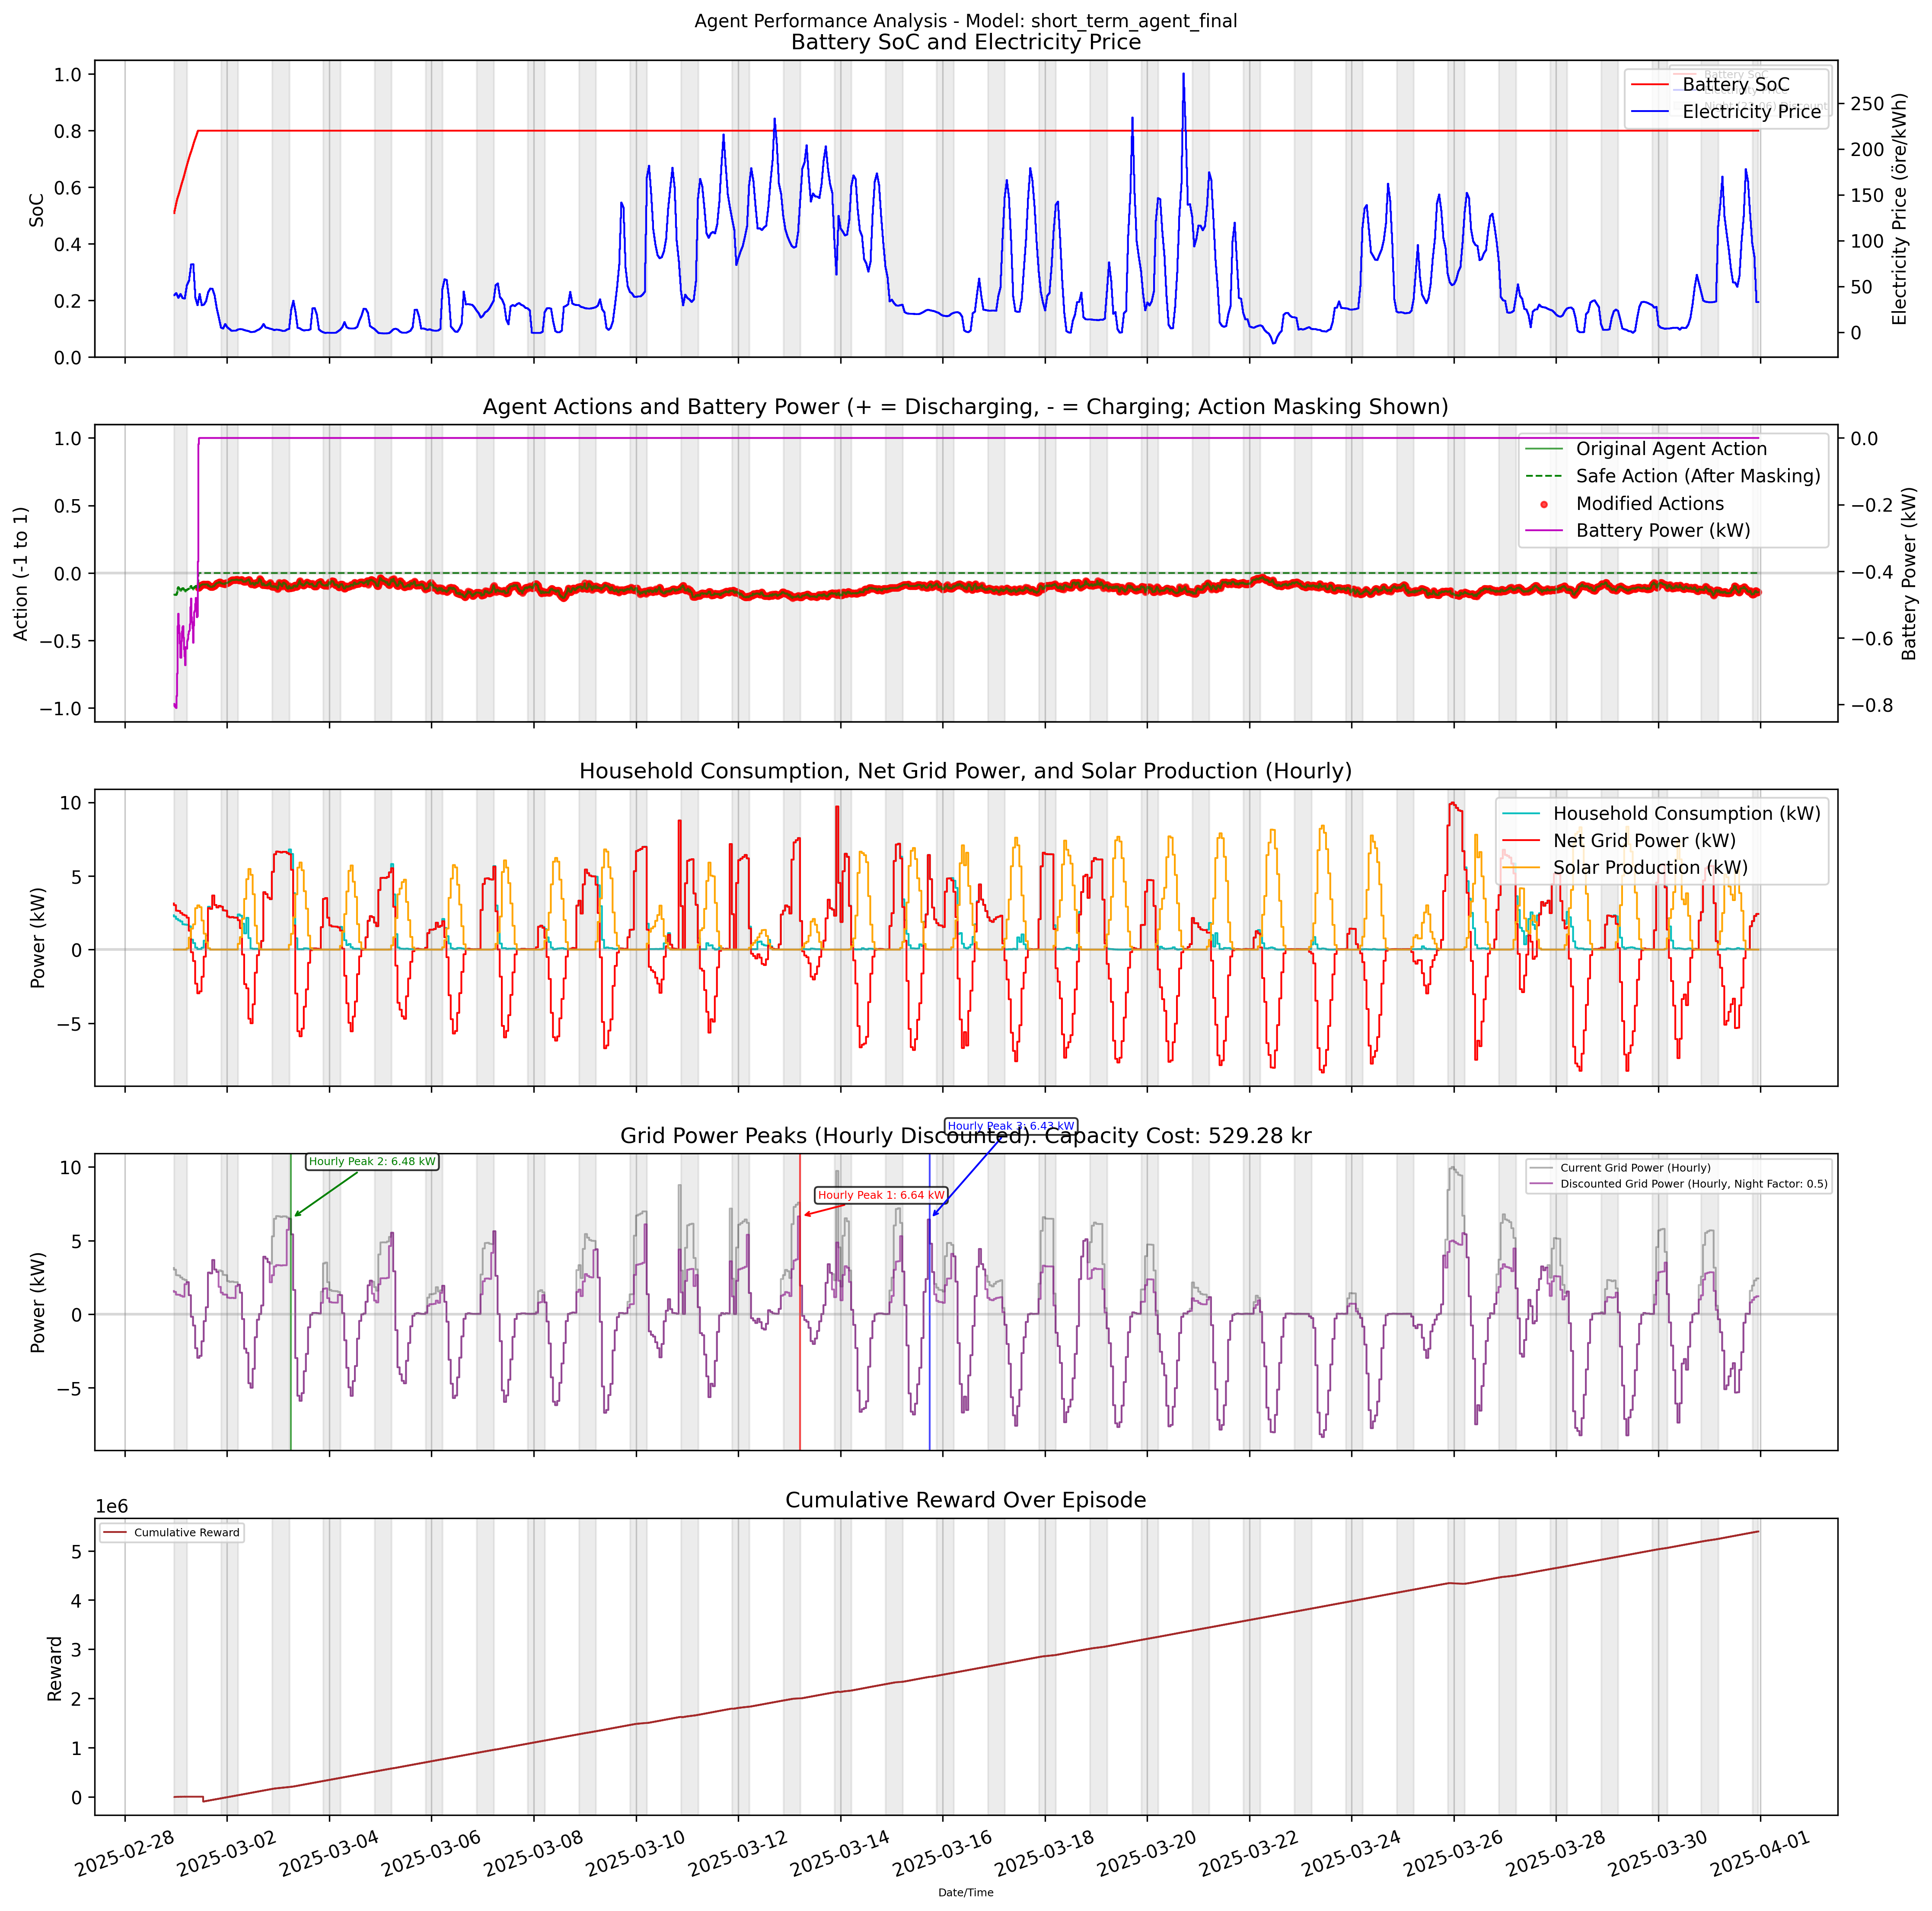 Agent Performance Analysis - Model: short_term_agent_final
Battery SoC and Electricity Price
1.0
0.8
0.6
0.4
0.2
0.0
SoC
250
200
150
100
50
0
Electricity Price (öre/kWh)
Battery SoC
Electricity Price
Agent Actions and Battery Power (+ = Discharging, - = Charging; Action Masking Shown)
1.0
0.5
0.0
−0.5
−1.0
Action (-1 to 1)
0.0
−0.2
−0.4
−0.6
−0.8
Battery Power (kW)
Original Agent Action
Safe Action (After Masking)
Modified Actions
Battery Power (kW)
Household Consumption, Net Grid Power, and Solar Production (Hourly)
10
5
0
−5
Power (kW)
Household Consumption (kW)
Net Grid Power (kW)
Solar Production (kW)
Grid Power Peaks (Hourly Discounted). Capacity Cost: 529.28 kr
Hourly Peak 3: 6.43 kW
Hourly Peak 2: 6.48 kW
Hourly Peak 1: 6.64 kW
10
5
0
−5
Power (kW)
Current Grid Power (Hourly)
Discounted Grid Power (Hourly, Night Factor: 0.5)
Cumulative Reward Over Episode
1e6
Cumulative Reward
5
4
3
2
1
0
Reward
2025-02-28
2025-03-02
2025-03-04
2025-03-06
2025-03-08
2025-03-10
2025-03-12
2025-03-14
2025-03-16
2025-03-18
2025-03-20
2025-03-22
2025-03-24
2025-03-26
2025-03-28
2025-03-30
2025-04-01
Date/Time